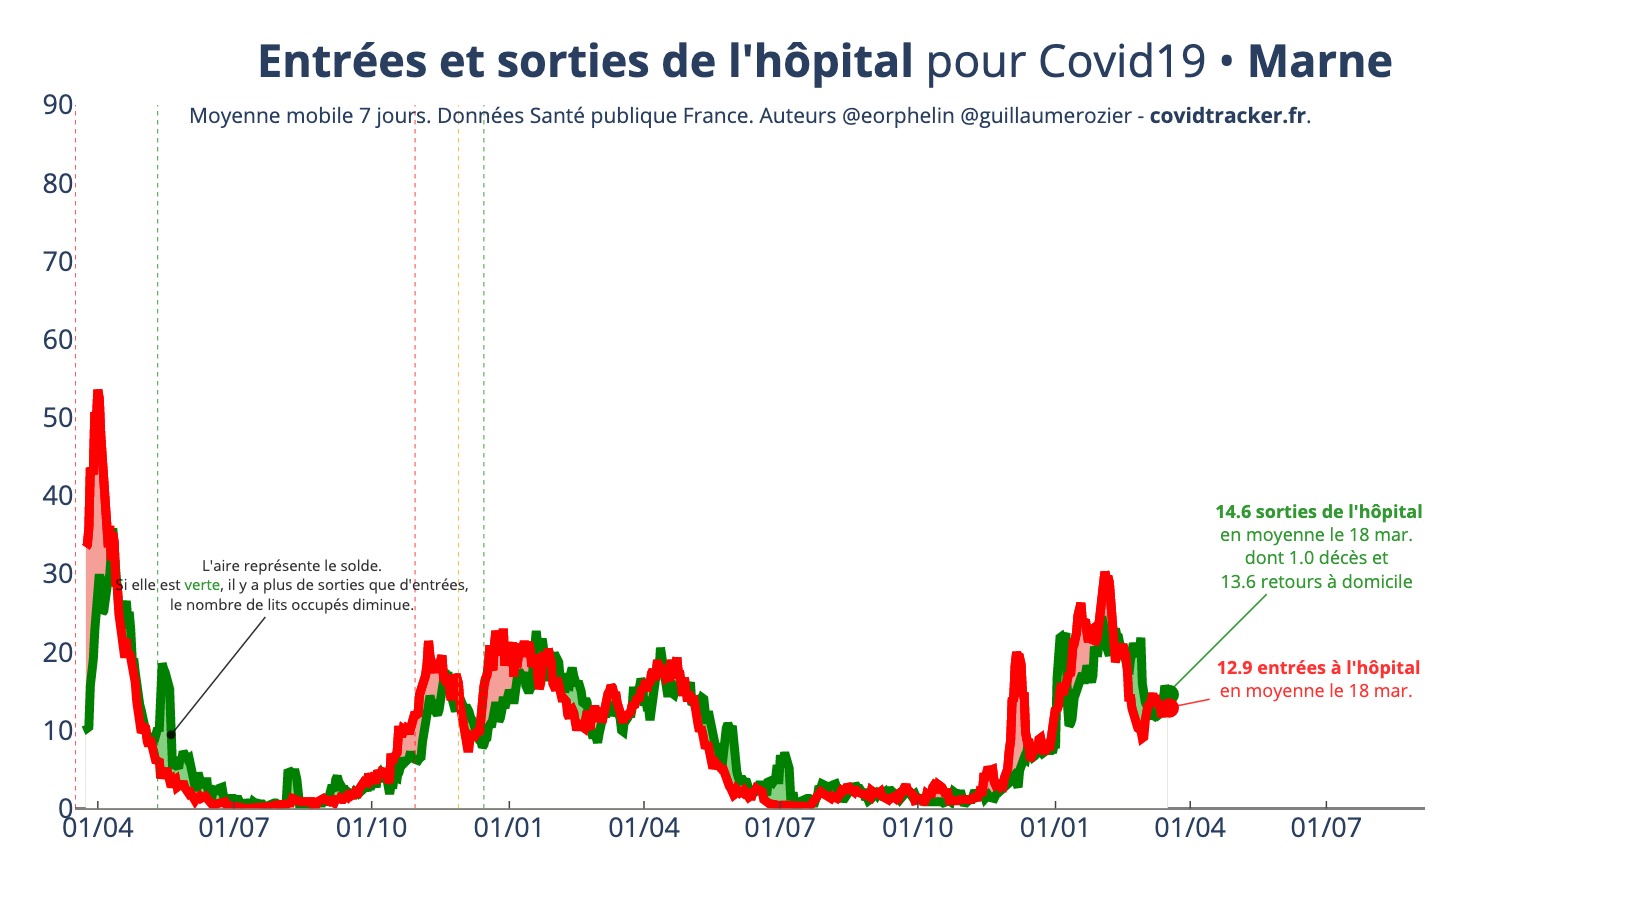 Entrées et sorties de l'hôpital pour Covid19 • Marne
Moyenne mobile 7 jours. Données Santé publique France. Auteurs @eorphelin @guillaumerozier - covidtracker.fr.
90
80
70
60
50
40
30
20
10
0
L'aire représente le solde.
Si elle est verte, il y a plus de sorties que d'entrées,
le nombre de lits occupés diminue.
14.6 sorties de l'hôpital
en moyenne le 18 mar.
dont 1.0 décès et
13.6 retours à domicile
12.9 entrées à l'hôpital
en moyenne le 18 mar.
01/04 01/07 01/10 01/01 01/04 01/07 01/10 01/01 01/04 01/07